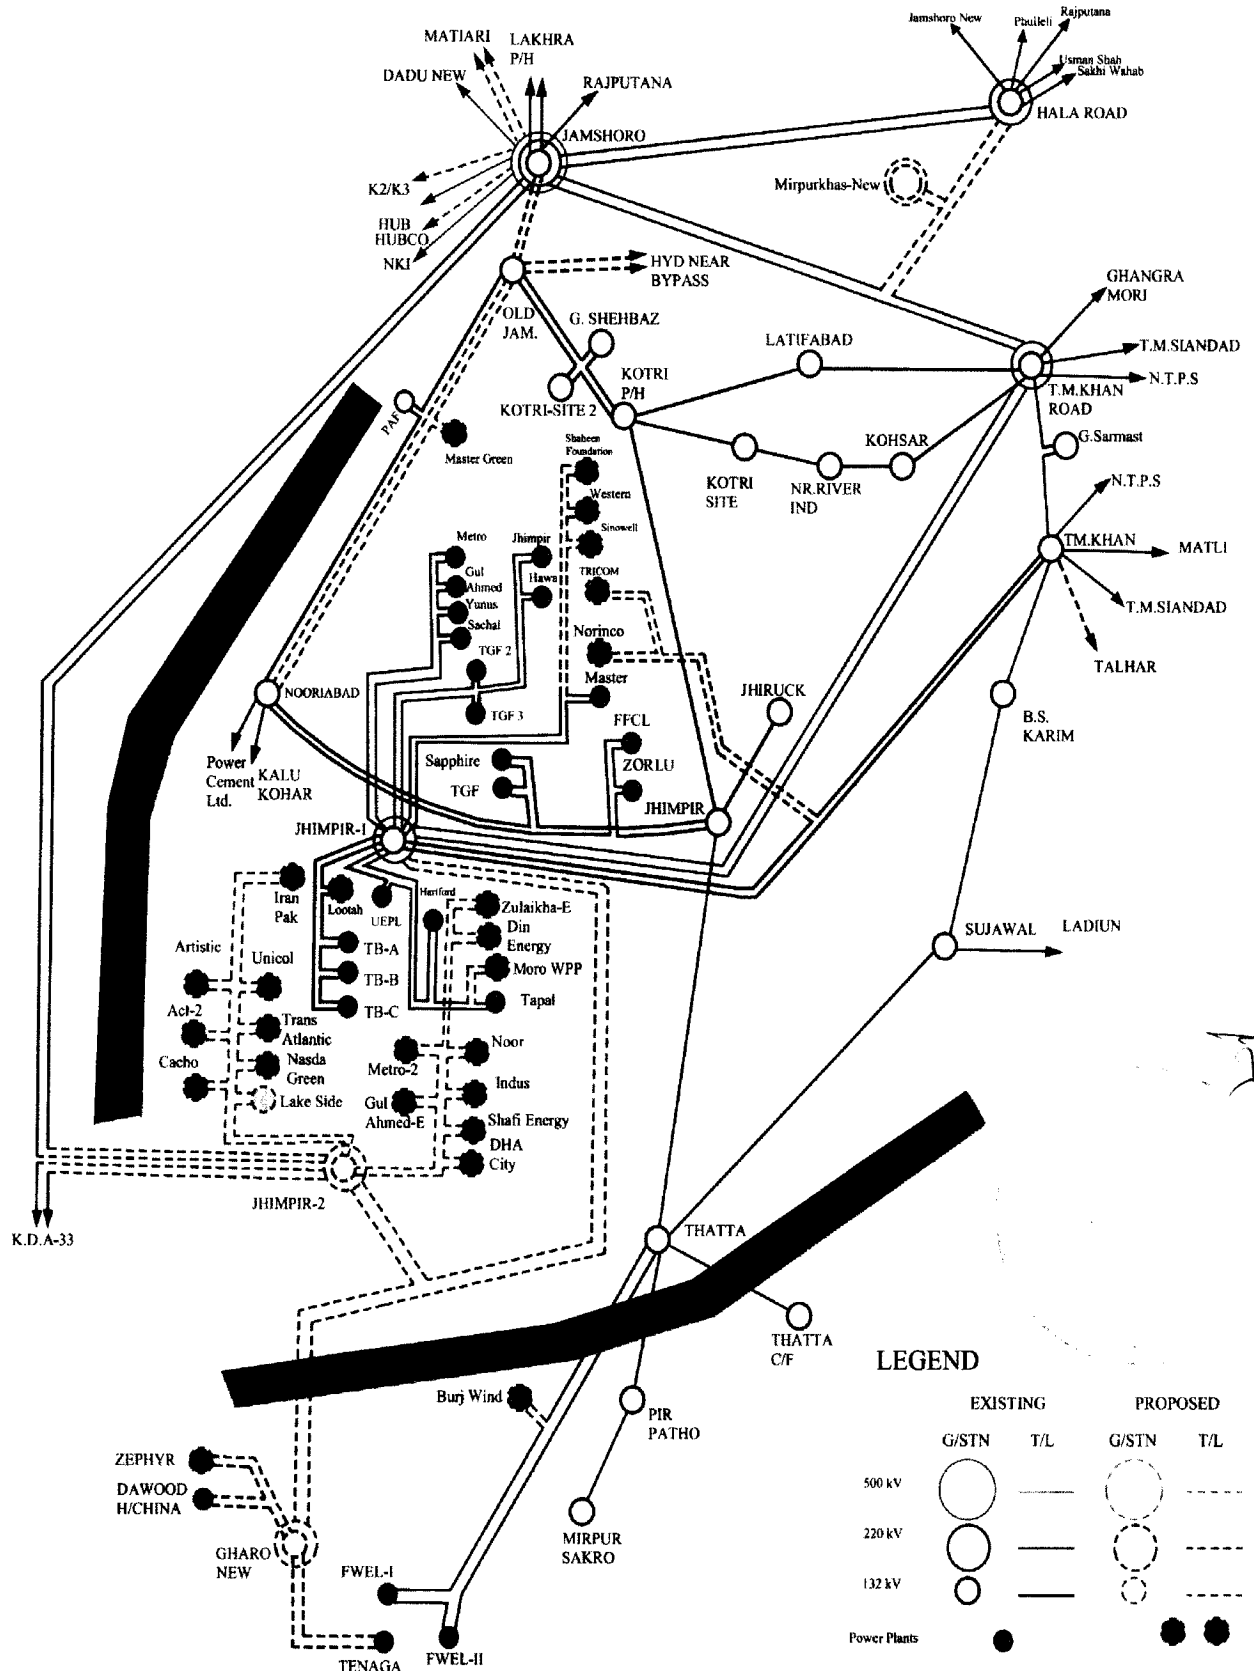 Jamshoro New
Phuileli
Rajputana
Usman Shah
Sakhi Wahab
HALA ROAD
MATIARI
LAKHRA
P/H
DADU NEW
RAJPUTANA
JAMSHORO
K2/K3
HUB
HUBCO
NKI
Mirpurkhas-New
HYD NEAR
BYPASS
OLD
JAM.
G. SHEHBAZ
KOTRI-SITE 2
KOTRI
P/H
LATIFABAD
GHANGRA
MORI
T.M.SIANDAD
N.T.P.S
T.M.KHAN
ROAD
G.Sarmast
KOHSAR
KOTRI
SITE
NR.RIVER
IND
N.T.P.S
TM.KHAN
MATLI
T.M.SIANDAD
TALHAR
PAF
Master Green
Shaheen
Foundation
Western
Sinowell
TRICOM
Norinco
Master
Metro
Gul
Ahmed
Yunus
Sachal
Jhimpir
Hawa
TGF 2
TGF 3
NOORIABAD
Power
Cement
Ltd.
KALU
KOHAR
Sapphire
TGF
FFCL
ZORLU
JHIRUCK
JHIMPIR
B.S.
KARIM
JHIMPIR-1
Iran
Pak
Lootah
UEPL
Hartford
Zulaikha-E
Din
Energy
Moro WPP
Tapal
TB-A
TB-B
TB-C
Artistic
Unicol
Act-2
Trans
Atlantic
Cacho
Nasda
Green
Lake Side
Metro-2
Gul
Ahmed-E
Noor
Indus
Shafi Energy
DHA
City
SUJAWAL
LADIUN
JHIMPIR-2
K.D.A-33
THATTA
THATTA
C/F
Burj Wind
PIR
PATHO
MIRPUR
SAKRO
ZEPHYR
DAWOOD
H/CHINA
GHARO
NEW
FWEL-I
FWEL-II
TENAGA
LEGEND
EXISTING PROPOSED
G/STN T/L G/STN T/L
500 kV
220 kV
132 kV
Power Plants